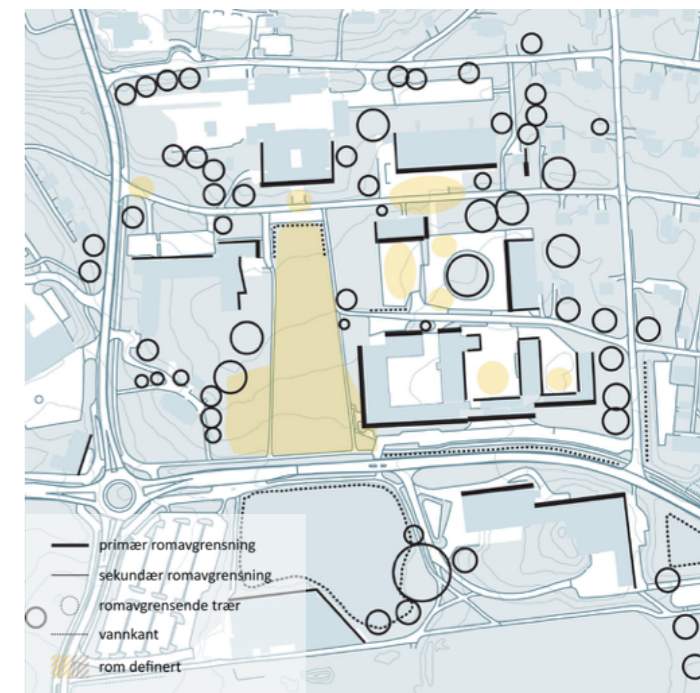 primær romavgrensning
sekundær romavgrensning
romavgrensende trær
vannkant
rom definert